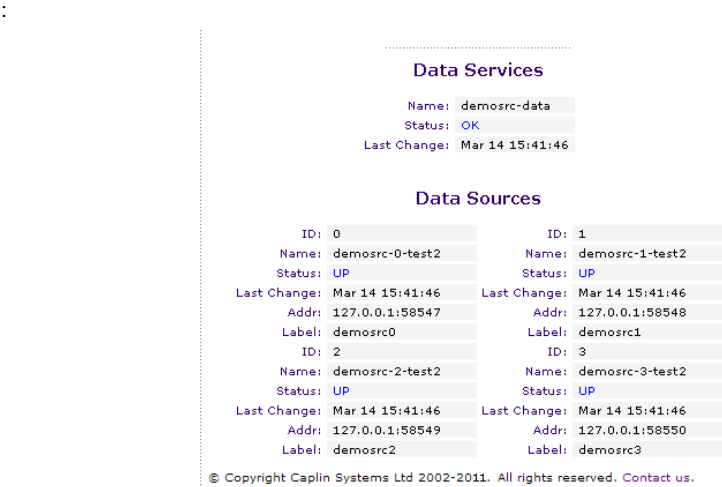 :
Data Services
Name: demosrc-data
Status: OK
Last Change: Mar 14 15:41:46
Data Sources
ID: 0 ID: 1
Name: demosrc-0-test2 Name: demosrc-1-test2
Status: UP Status: UP
Last Change: Mar 14 15:41:46 Last Change: Mar 14 15:41:46
Addr: 127.0.0.1:58547 Addr: 127.0.0.1:58548
Label: demosrc0 Label: demosrc1
ID: 2 ID: 3
Name: demosrc-2-test2 Name: demosrc-3-test2
Status: UP Status: UP
Last Change: Mar 14 15:41:46 Last Change: Mar 14 15:41:46
Addr: 127.0.0.1:58549 Addr: 127.0.0.1:58550
Label: demosrc2 Label: demosrc3
© Copyright Caplin Systems Ltd 2002-2011. All rights reserved. Contact us.